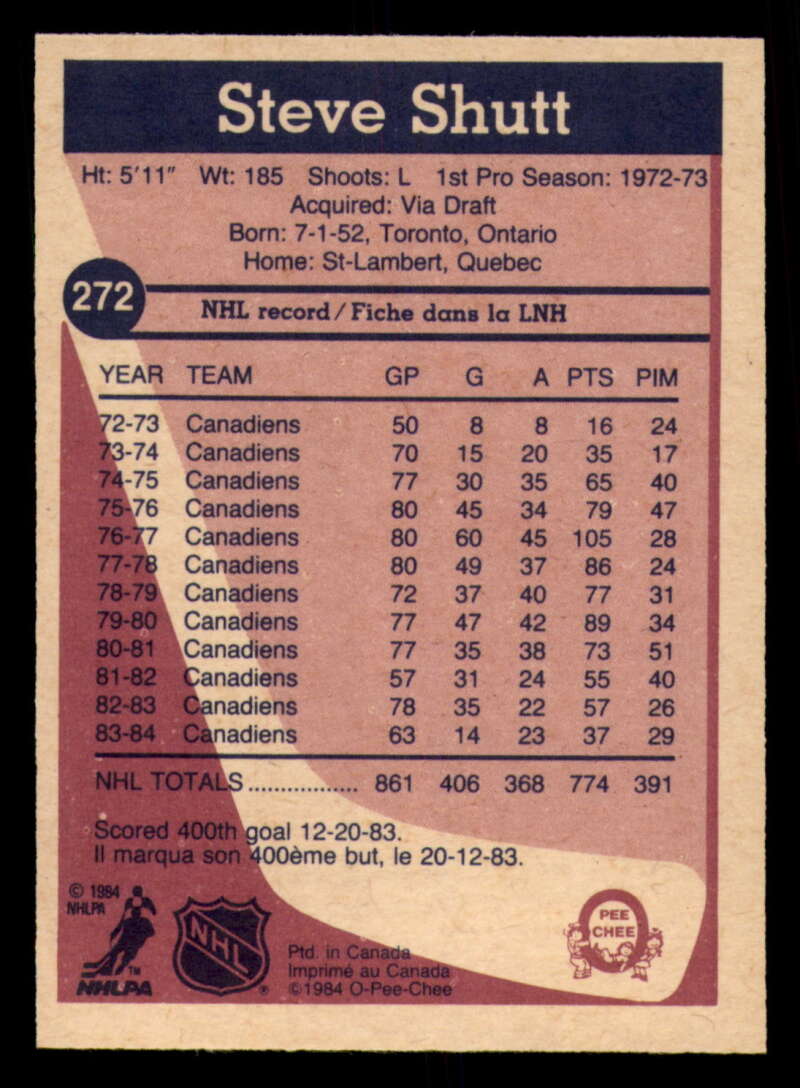 Steve Shutt
Ht: 5'11" Wt: 185 Shoots: L 1st Pro Season: 1972-73
Acquired: Via Draft
Born: 7-1-52, Toronto, Ontario
Home: St-Lambert, Quebec
272
NHL record/Fiche dans la LNH
YEAR TEAM GP G A PTS PIM
72-73 Canadiens 50 8 8 16 24
73-74 Canadiens 70 15 20 35 17
74-75 Canadiens 77 30 35 65 40
75-76 Canadiens 80 45 34 79 47
76-77 Canadiens 80 60 45 105 28
77-78 Canadiens 80 49 37 86 24
78-79 Canadiens 72 37 40 77 31
79-80 Canadiens 77 47 42 89 34
80-81 Canadiens 77 35 38 73 51
81-82 Canadiens 57 31 24 55 40
82-83 Canadiens 78 35 22 57 26
83-84 Canadiens 63 14 23 37 29
NHL TOTALS ................. 861 406 368 774 391
Scored 400th goal 12-20-83.
Il marqua son 400ème but, le 20-12-83.
© 1984
NHLPA
TM
NHLPA
NHL
®
Ptd. in Canada
Imprimé au Canada
©1984 O-Pee-Chee
PEE
CHEE